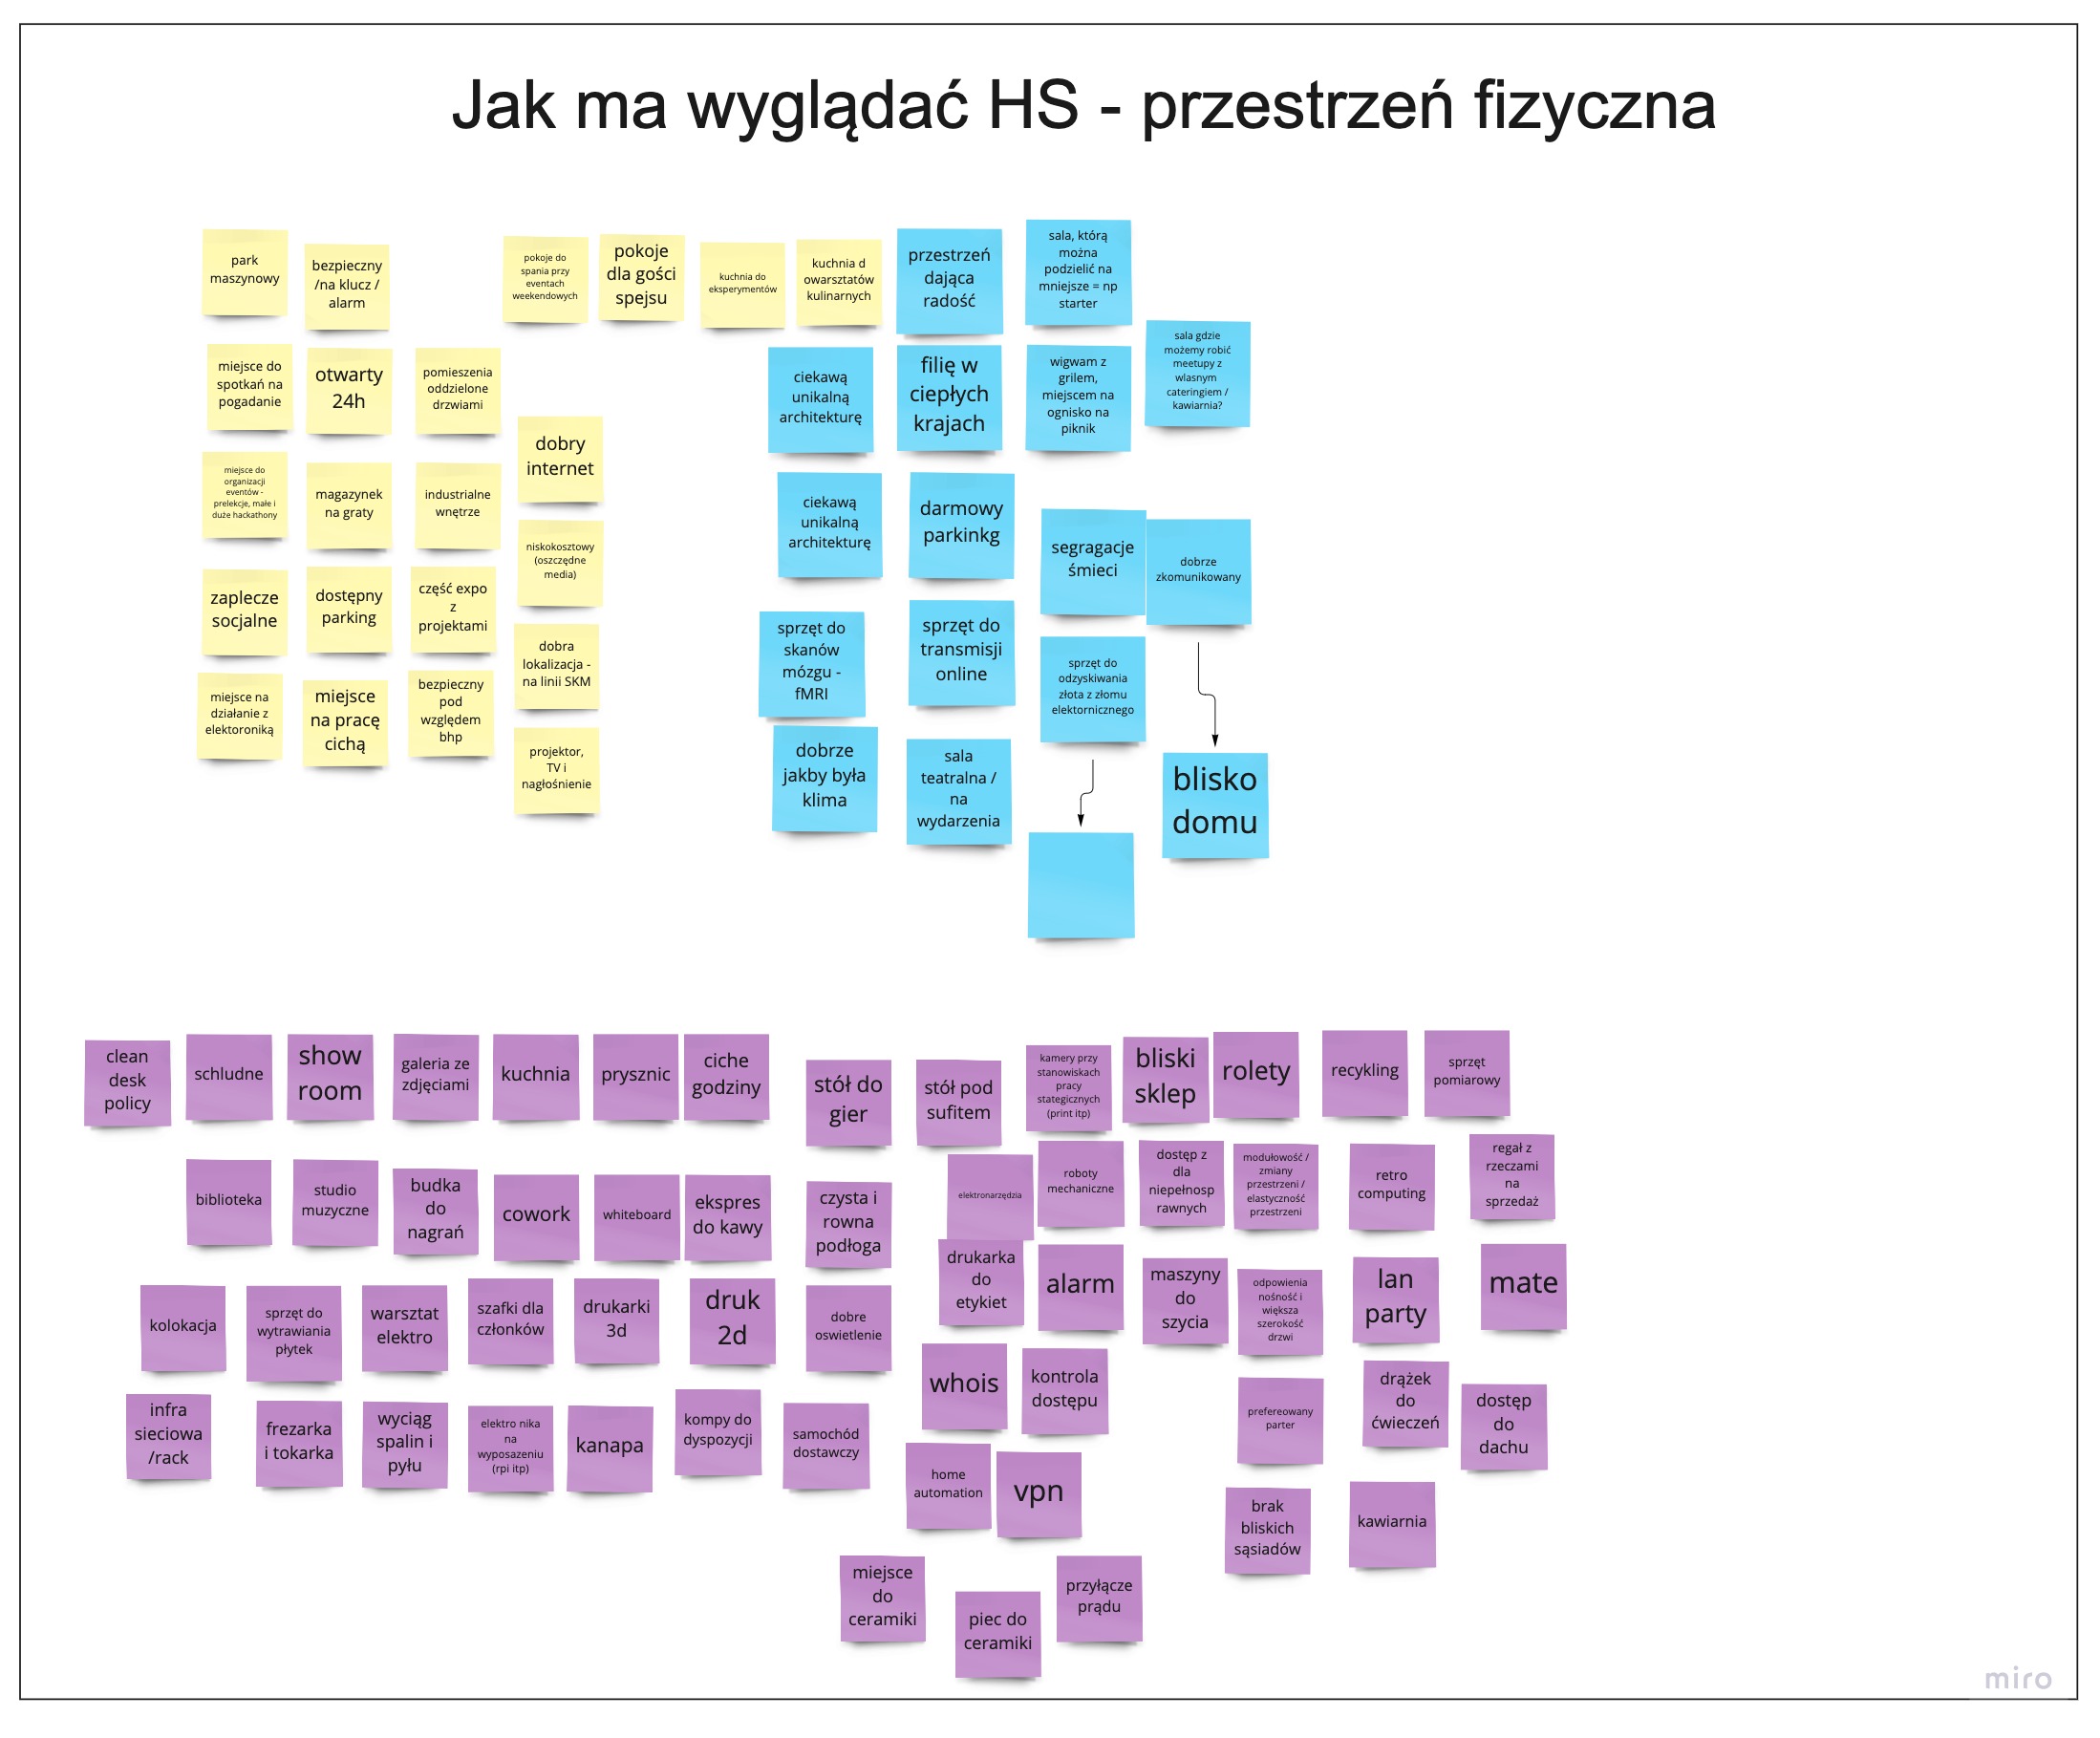 Jak ma wyglądać HS - przestrzeń fizyczna
park
maszynowy
bezpieczny
/na klucz /
alarm
pokoje do
spania przy
eventach
weekendowych
pokoje
dla gości
spejsu
kuchnia do
eksperymentów
kuchnia d
owarsztatów
kulinarnych
miejsce do
spotkań na
pogadanie
otwarty
24h
pomieszenia
oddzielone
drzwiami
dobry
internet
miejsce do
organizacji
eventów -
prelekcje, małe i
duże hackathony
magazynek
na graty
industrialne
wnętrze
niskokosztowy
(oszczędne
media)
zaplecze
socjalne
dostępny
parking
część expo
z
projektami
dobra
lokalizacja -
na linii SKM
miejsce na
działanie z
elektoroniką
miejsce
na pracę
cichą
bezpieczny
pod
względem
bhp
projektor,
TV i
nagłośnienie
przestrzeń
dająca
radość
sala, którą
można
podzielić na
mniejsze = np
starter
sala gdzie
możemy robić
meetupy z
wlasnym
cateringiem /
kawiarnia?
ciekawą
unikalną
architekturę
filię w
ciepłych
krajach
wigwam z
grilem,
miejscem na
ognisko na
piknik
ciekawą
unikalną
architekturę
darmowy
parkinkg
segragacje
śmieci
dobrze
zkomunikowany
sprzęt do
skanów
mózgu -
fMRI
sprzęt do
transmisji
online
sprzęt do
odzyskiwania
złota z złomu
elektornicznego
dobrze
jakby była
klima
sala
teatralna /
na
wydarzenia
blisko
domu
clean
desk
policy
schludne
show
room
galeria ze
zdjęciami
kuchnia
prysznic
ciche
godziny
stół do
gier
stół pod
sufitem
kamery przy
stanowiskach
pracy
stategicznych
(print itp)
bliski
sklep
rolety
recykling
sprzęt
pomiarowy
biblioteka
studio
muzyczne
budka
do
nagrań
cowork
whiteboard
ekspres
do kawy
czysta i
rowna
podłoga
elektronarzędzia
roboty
mechaniczne
dostęp z
dla
niepełnosp
rawnych
modułowość /
zmiany
przestrzeni /
elastyczność
przestrzeni
retro
computing
regał z
rzeczami
na
sprzedaż
kolokacja
sprzęt do
wytrawiania
płytek
warsztat
elektro
szafki dla
członków
drukarki
3d
druk
2d
dobre
oswietlenie
drukarka
do
etykiet
alarm
maszyny
do
szycia
odpowienia
nośność i
większa
szerokość
drzwi
lan
party
mate
infra
sieciowa
/rack
frezarka
i tokarka
wyciąg
spalin i
pyłu
elektro nika
na
wyposazeniu
(rpi itp)
kanapa
kompy do
dyspozycji
samochód
dostawczy
whois
kontrola
dostępu
prefereowany
parter
drążek
do
ćwieczeń
dostęp
do
dachu
home
automation
vpn
brak
bliskich
sąsiadów
kawiarnia
miejsce
do
ceramiki
piec do
ceramiki
przyłącze
prądu
miro